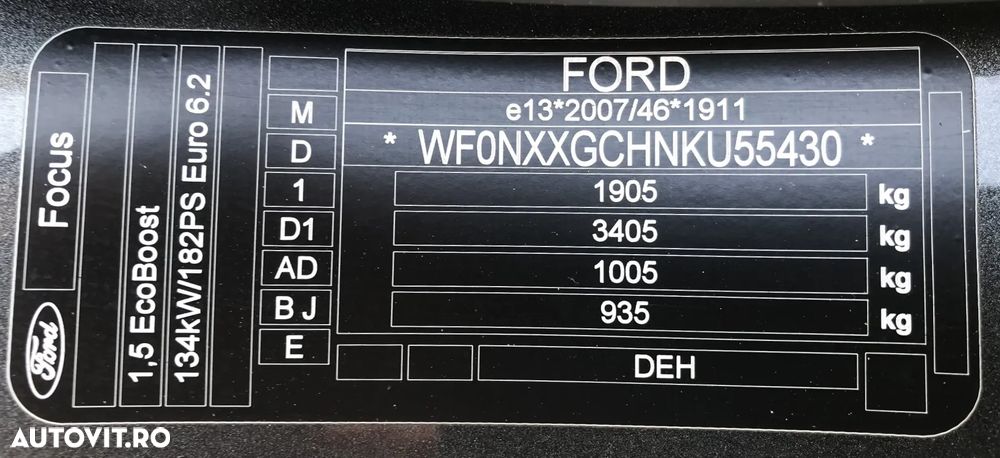 Focus
Ford
1,5 EcoBoost
134kW/182PS Euro 6.2
M
D
1
D1
AD
B J
E
FORD
e13*2007/46*1911
* WF0NXXGCHNKU55430 *
1905 kg
3405 kg
1005 kg
935 kg
DEH
AUTOVIT.RO